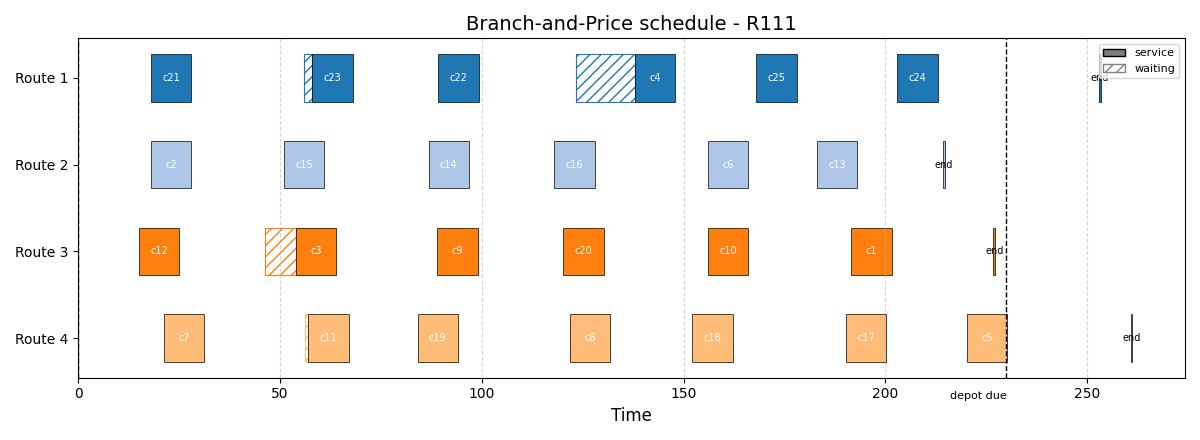 Branch-and-Price schedule - R111
service
waiting
Route 1
c21
c23
c22
c4
c25
c24
end
Route 2
c2
c15
c14
c16
c6
c13
end
Route 3
c12
c3
c9
c20
c10
c1
end
Route 4
c7
c11
c19
c8
c18
c17
c5
end
0
50
100
150
200
250
depot due
Time